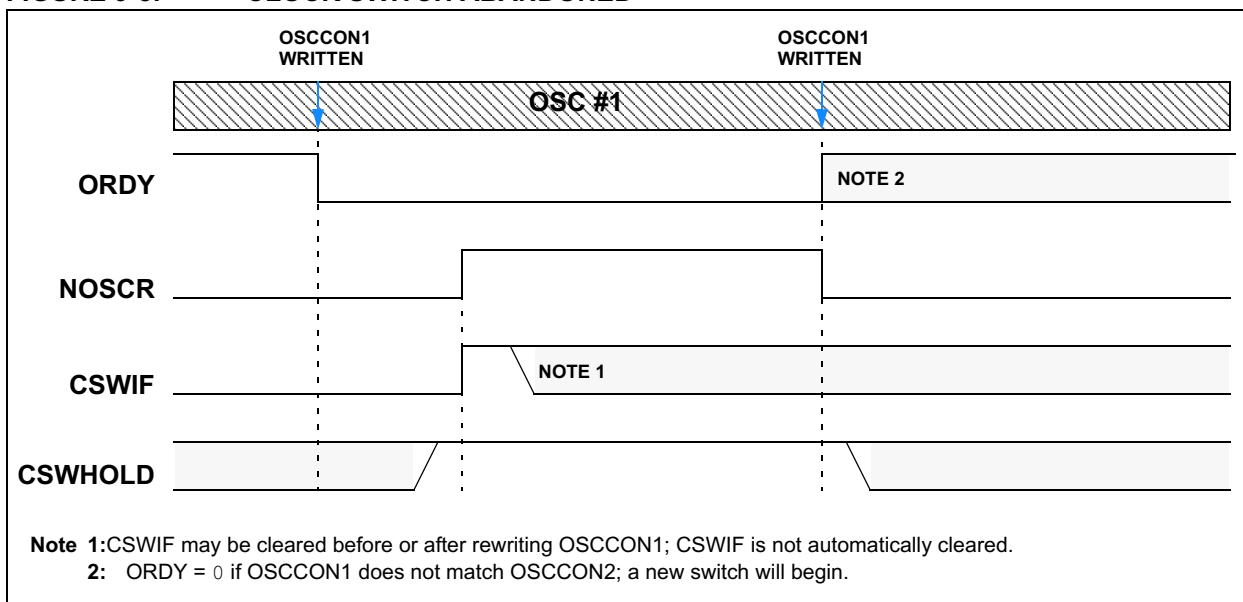 OSCCON1
WRITTEN
OSCCON1
WRITTEN
OSC #1
ORDY
NOTE 2
NOSCR
CSWIF
NOTE 1
CSWHOLD
Note 1:CSWIF may be cleared before or after rewriting OSCCON1; CSWIF is not automatically cleared.
2: ORDY = 0 if OSCCON1 does not match OSCCON2; a new switch will begin.